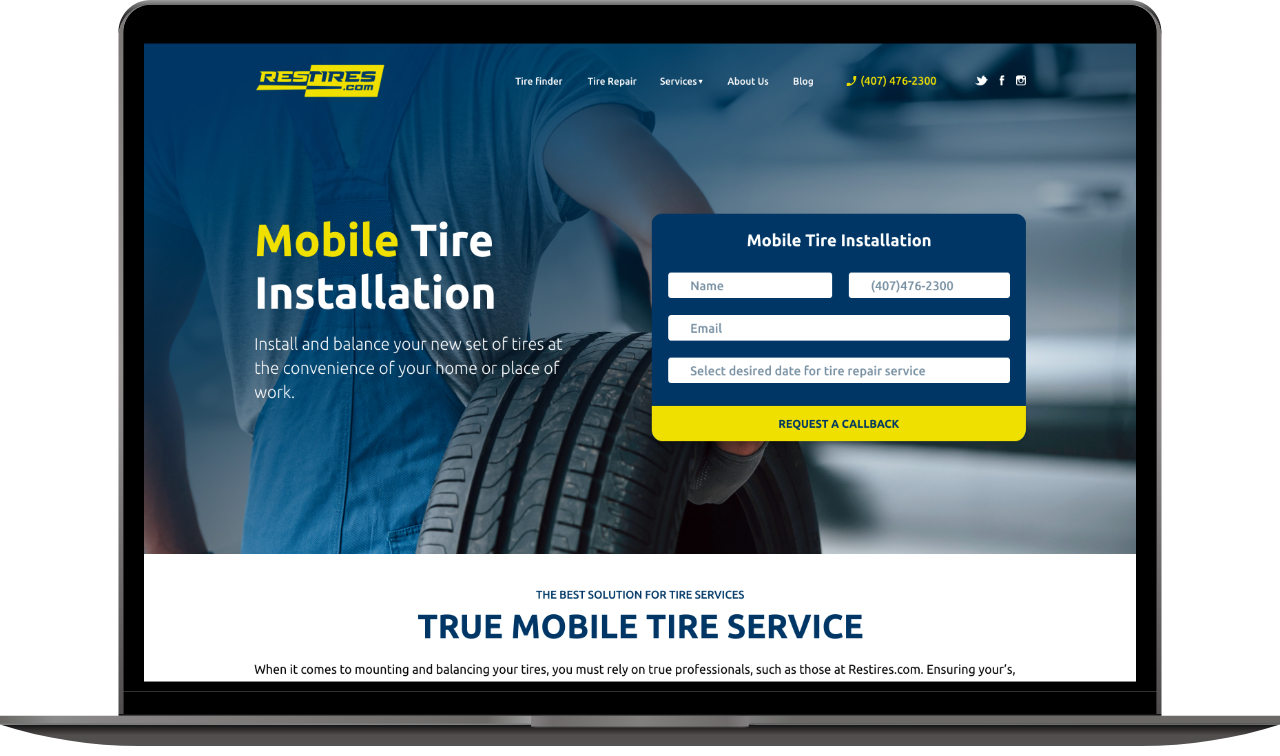 RESTIRES
.COM
Tire finder
Tire Repair
Services
About Us
Blog
(407) 476-2300
Mobile Tire
Installation
Install and balance your new set of tires at
the convenience of your home or place of
work.
Mobile Tire Installation
Name
(407)476-2300
Email
Select desired date for tire repair service
REQUEST A CALLBACK
THE BEST SOLUTION FOR TIRE SERVICES
TRUE MOBILE TIRE SERVICE
When it comes to mounting and balancing your tires, you must rely on true professionals, such as those at Restires.com. Ensuring your’s,